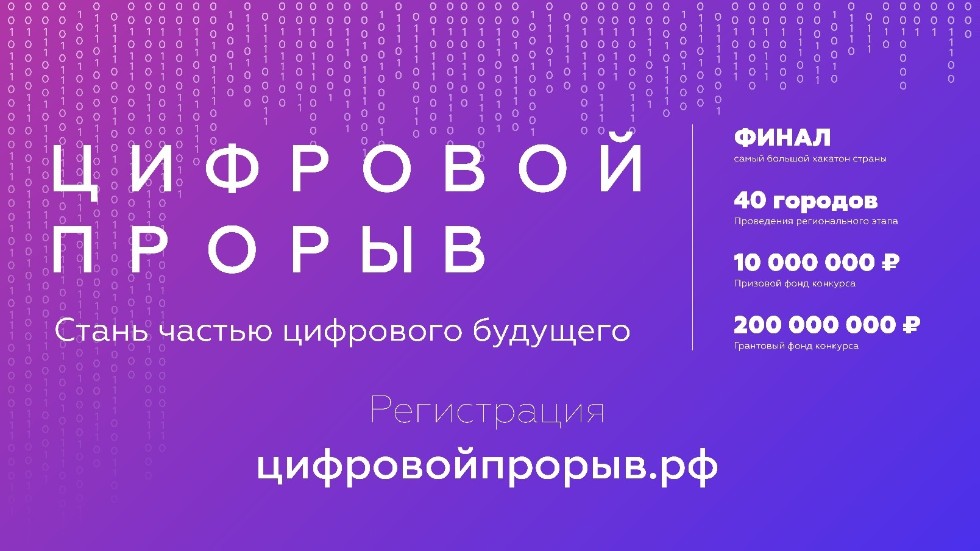 ЦИФРОВОЙ
ПРОРЫВ
Стань частью цифрового будущего
ФИНАЛ
самый большой хакатон страны
40 городов
Проведения регионального этапа
10 000 000 ₽
Призовой фонд конкурса
200 000 000 ₽
Грантовый фонд конкурса
Регистрация
цифровойпрорыв.рф